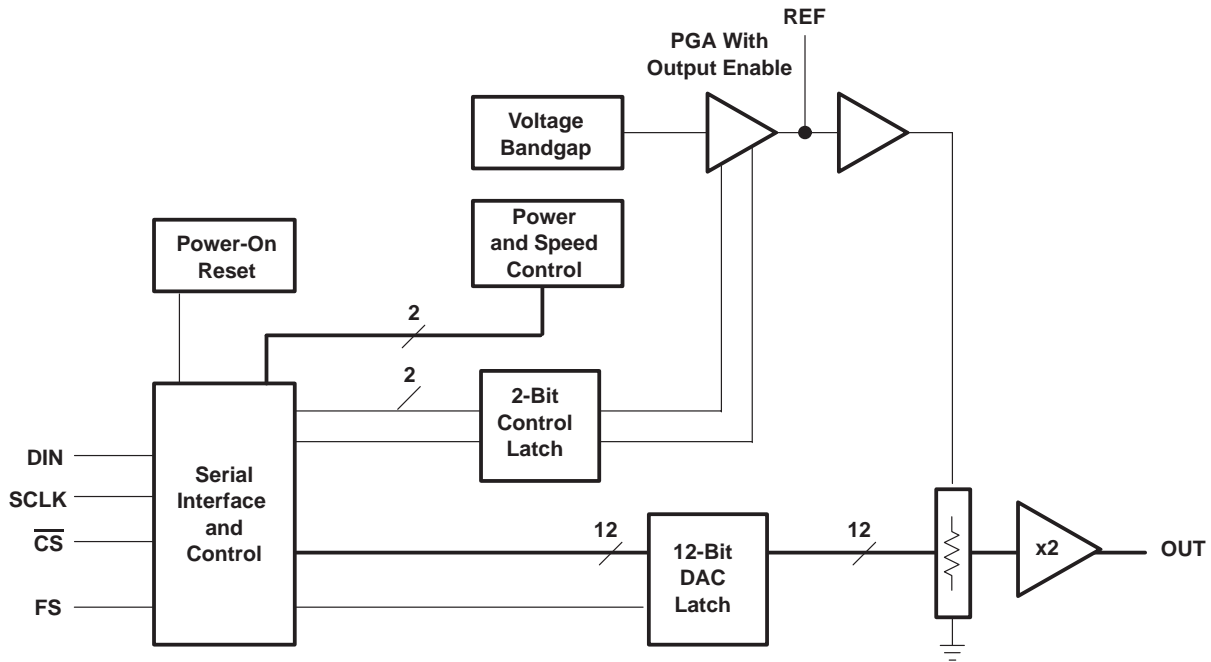 REF
PGA With
Output Enable
Voltage
Bandgap
Power
and Speed
Control
Power-On
Reset
2
2
2-Bit
Control
Latch
DIN
SCLK
CS
FS
Serial
Interface
and
Control
12
12-Bit
DAC
Latch
12
x2
OUT